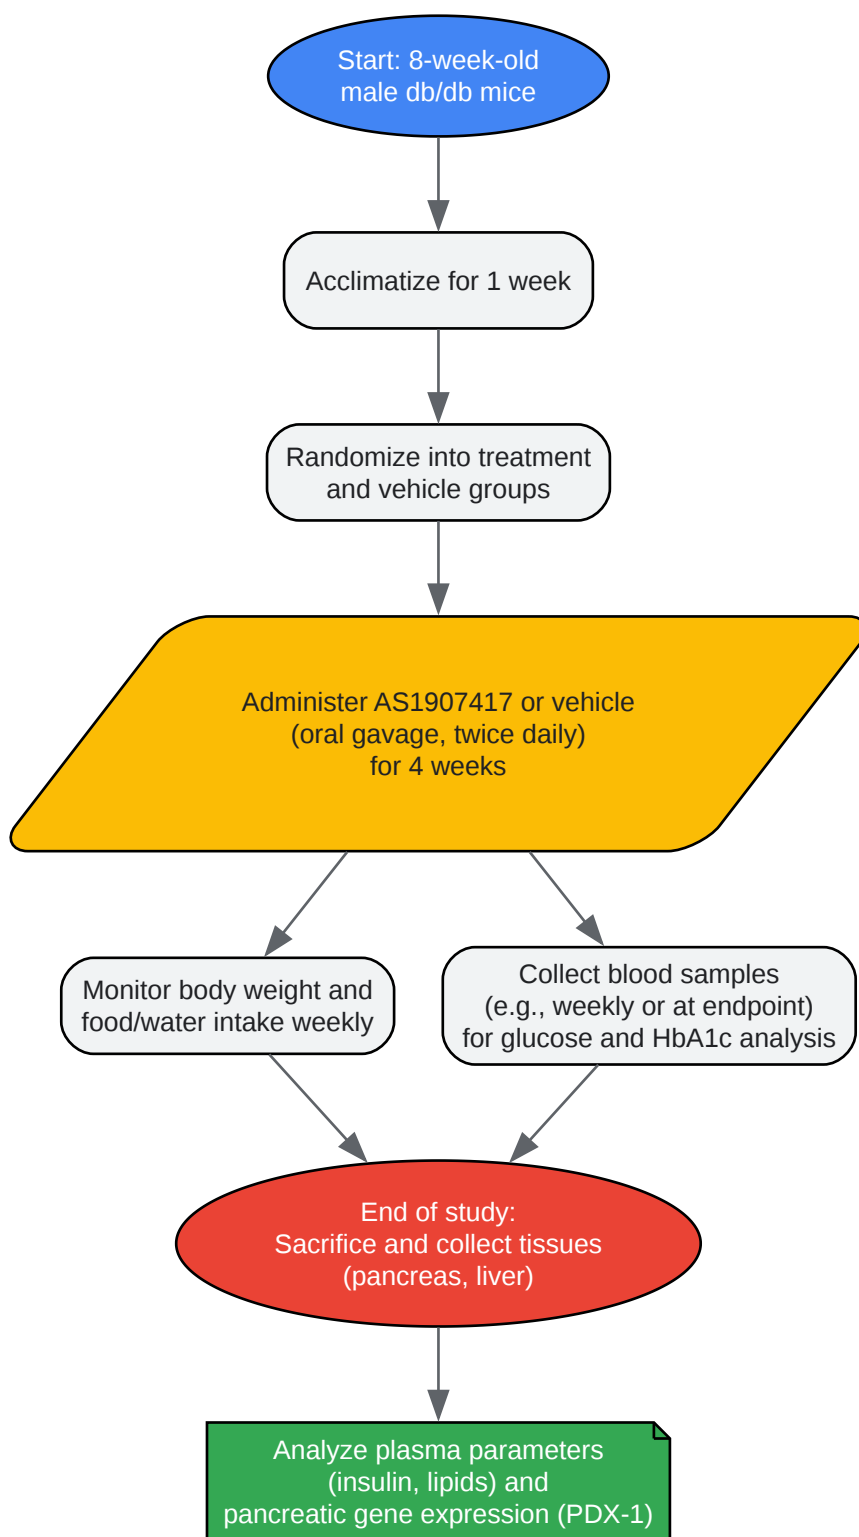 Start: 8-week-old
male db/db mice
Acclimatize for 1 week
Randomize into treatment
and vehicle groups
Administer AS1907417 or vehicle
(oral gavage, twice daily)
for 4 weeks
Monitor body weight and
food/water intake weekly
Collect blood samples
(e.g., weekly or at endpoint)
for glucose and HbA1c analysis
End of study:
Sacrifice and collect tissues
(pancreas, liver)
Analyze plasma parameters
(insulin, lipids) and
pancreatic gene expression (PDX-1)